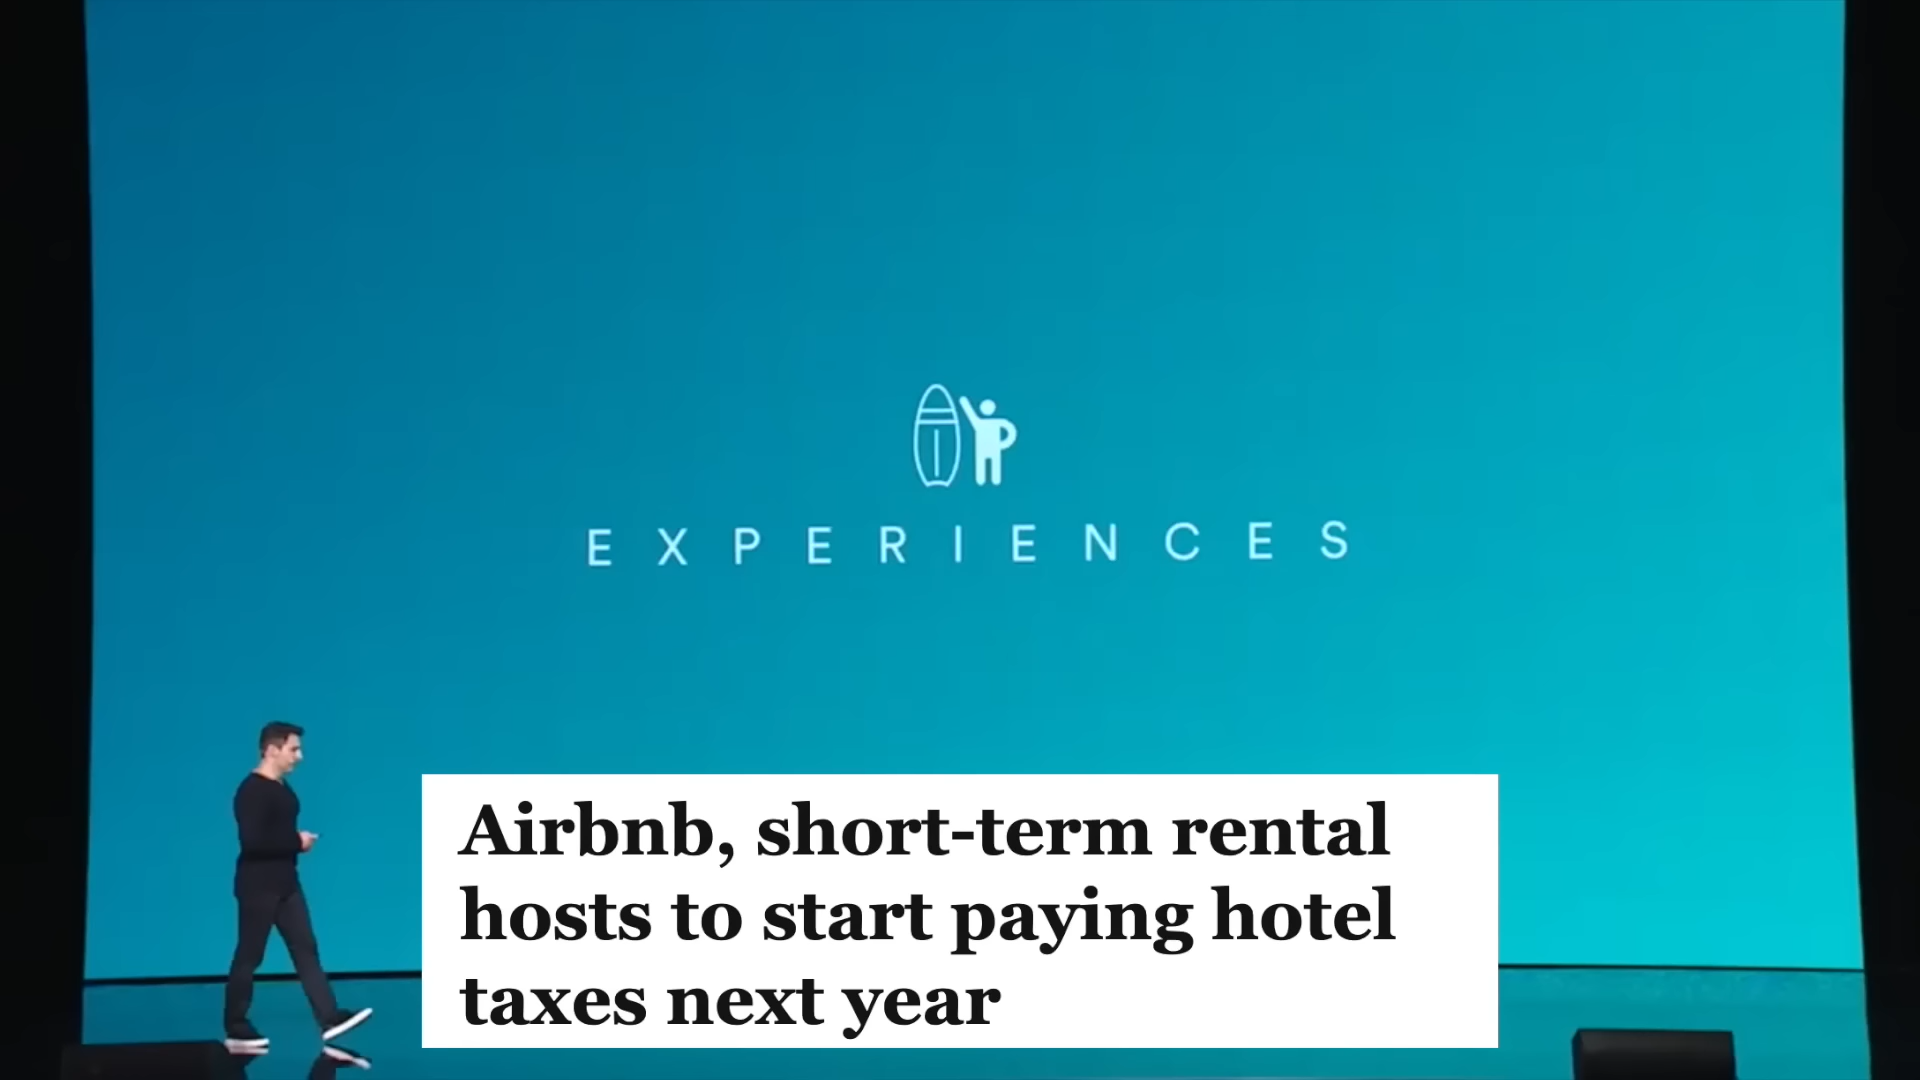 EXPERIENCES
Airbnb, short-term rental
hosts to start paying hotel
taxes next year